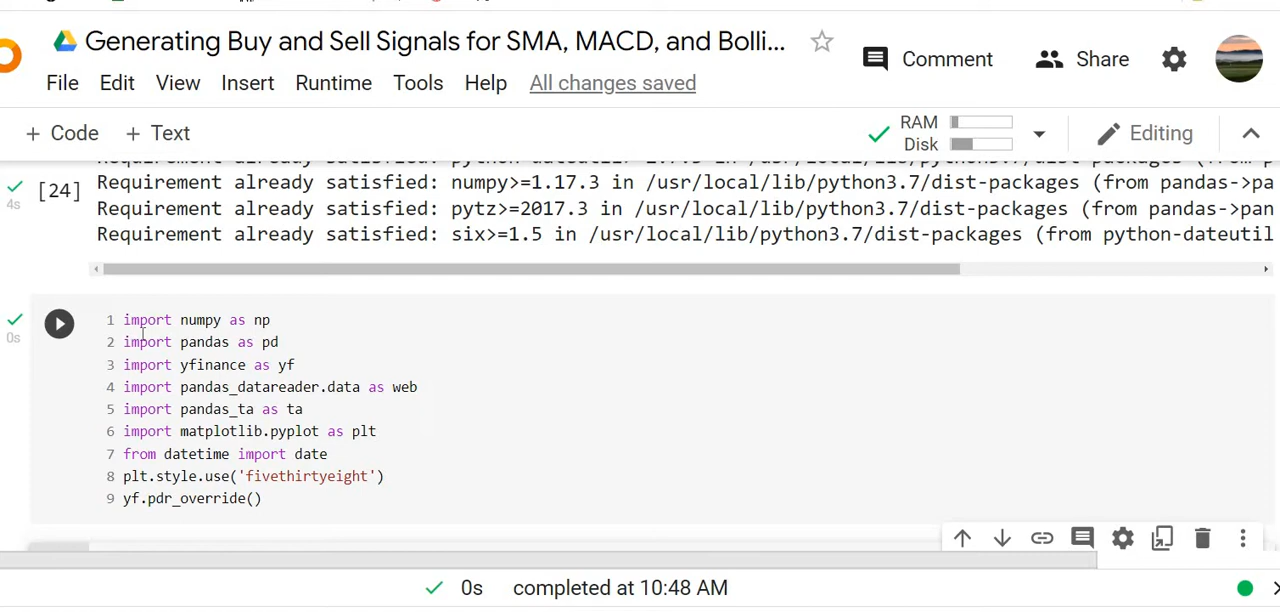 Generating Buy and Sell Signals for SMA, MACD, and Bolli...
Comment
Share
File Edit View Insert Runtime Tools Help All changes saved
+ Code + Text
RAM
Disk
Editing
Requirement already satisfied: python-dateutil
[24] Requirement already satisfied: numpy>=1.17.3 in /usr/local/lib/python3.7/dist-packages (from pandas->pa
4s
Requirement already satisfied: pytz>=2017.3 in /usr/local/lib/python3.7/dist-packages (from pandas->pan
Requirement already satisfied: six>=1.5 in /usr/local/lib/python3.7/dist-packages (from python-dateutil
0s
1 import numpy as np
2 import pandas as pd
3 import yfinance as yf
4 import pandas_datareader.data as web
5 import pandas_ta as ta
6 import matplotlib.pyplot as plt
7 from datetime import date
8 plt.style.use('fivethirtyeight')
9 yf.pdr_override()
0s completed at 10:48 AM